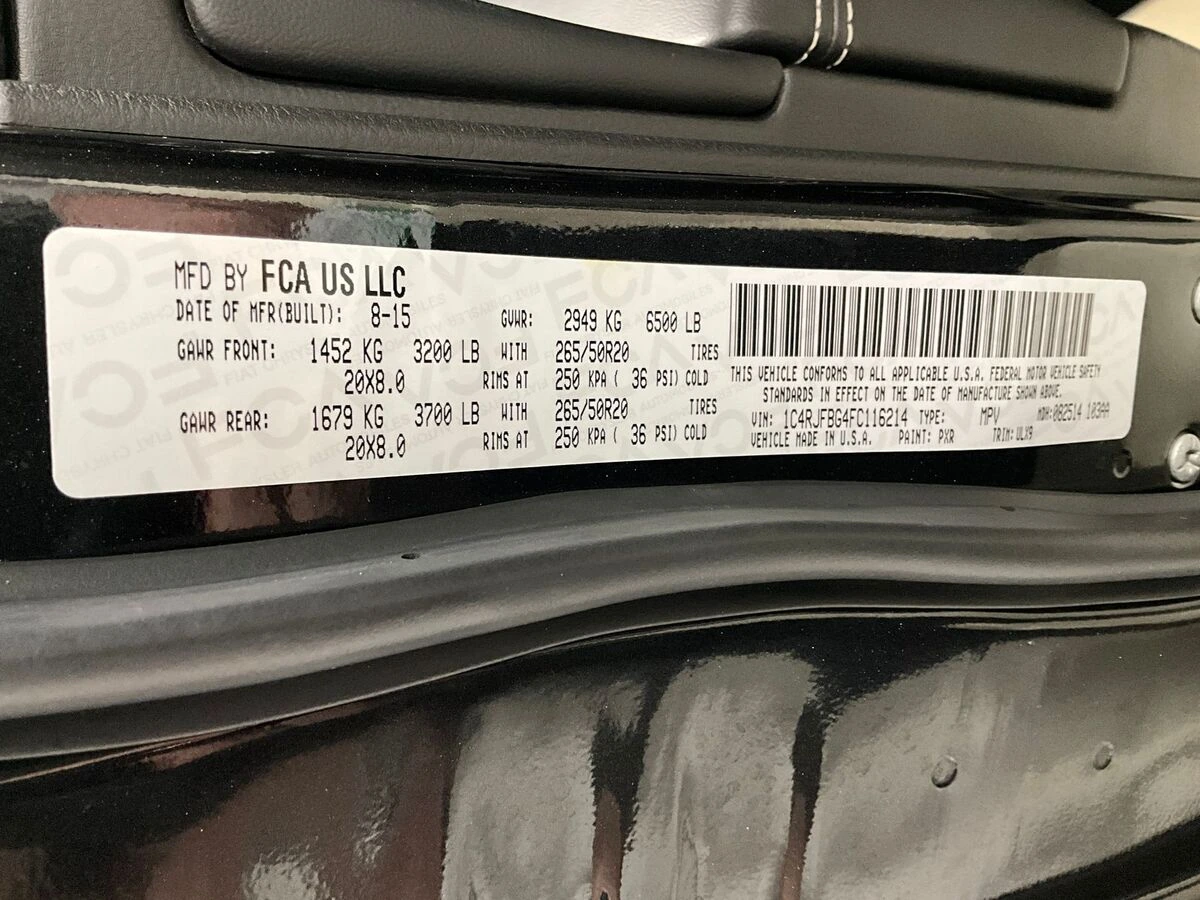 MFD BY FCA US LLC
DATE OF MFR(BUILT): 8-15 GVWR: 2949 KG 6500 LB
GAWR FRONT: 1452 KG 3200 LB WITH 265/50R20 TIRES
20X8.0 RIMS AT 250 KPA ( 36 PSI) COLD
GAWR REAR: 1679 KG 3700 LB WITH 265/50R20 TIRES
20X8.0 RIMS AT 250 KPA ( 36 PSI) COLD
THIS VEHICLE CONFORMS TO ALL APPLICABLE U.S.A. FEDERAL MOTOR VEHICLE SAFETY
STANDARDS IN EFFECT ON THE DATE OF MANUFACTURE SHOWN ABOVE.
VIN: 1C4RJFBG4FC116214 TYPE: MPV MDH:082514 103AA
VEHICLE MADE IN U.S.A. PAINT: PXR TRIM: ULX9